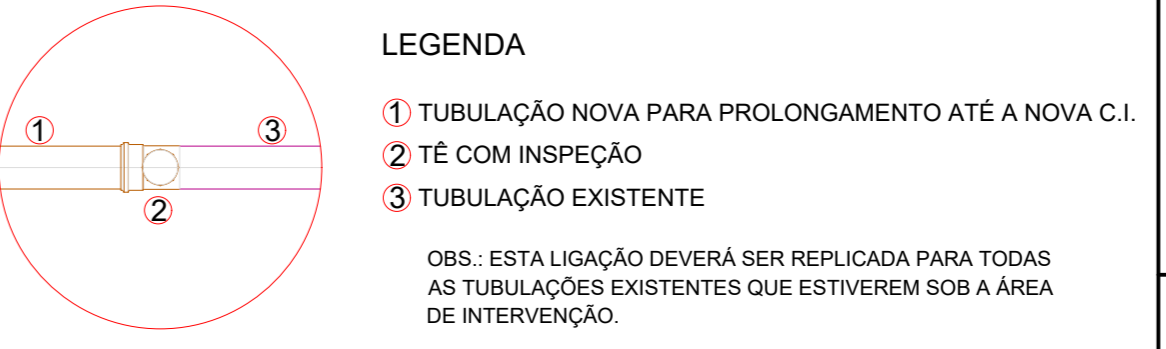 LEGENDA
1 TUBULAÇÃO NOVA PARA PROLONGAMENTO ATÉ A NOVA C.I.
1
3
2 TÊ COM INSPEÇÃO
3 TUBULAÇÃO EXISTENTE
2
OBS.: ESTA LIGAÇÃO DEVERÁ SER REPLICADA PARA TODAS
AS TUBULAÇÕES EXISTENTES QUE ESTIVEREM SOB A ÁREA
DE INTERVENÇÃO.